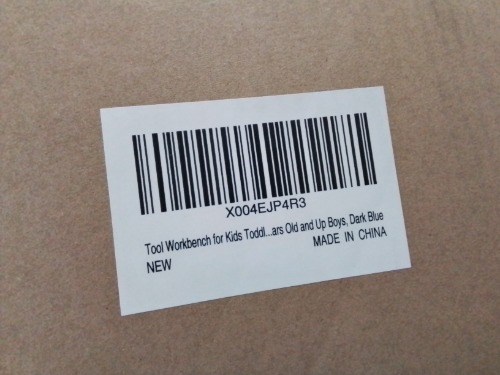 X004EJP4R3
Tool Workbench for Kids Toddl...ars Old and Up Boys, Dark Blue
NEW
MADE IN CHINA